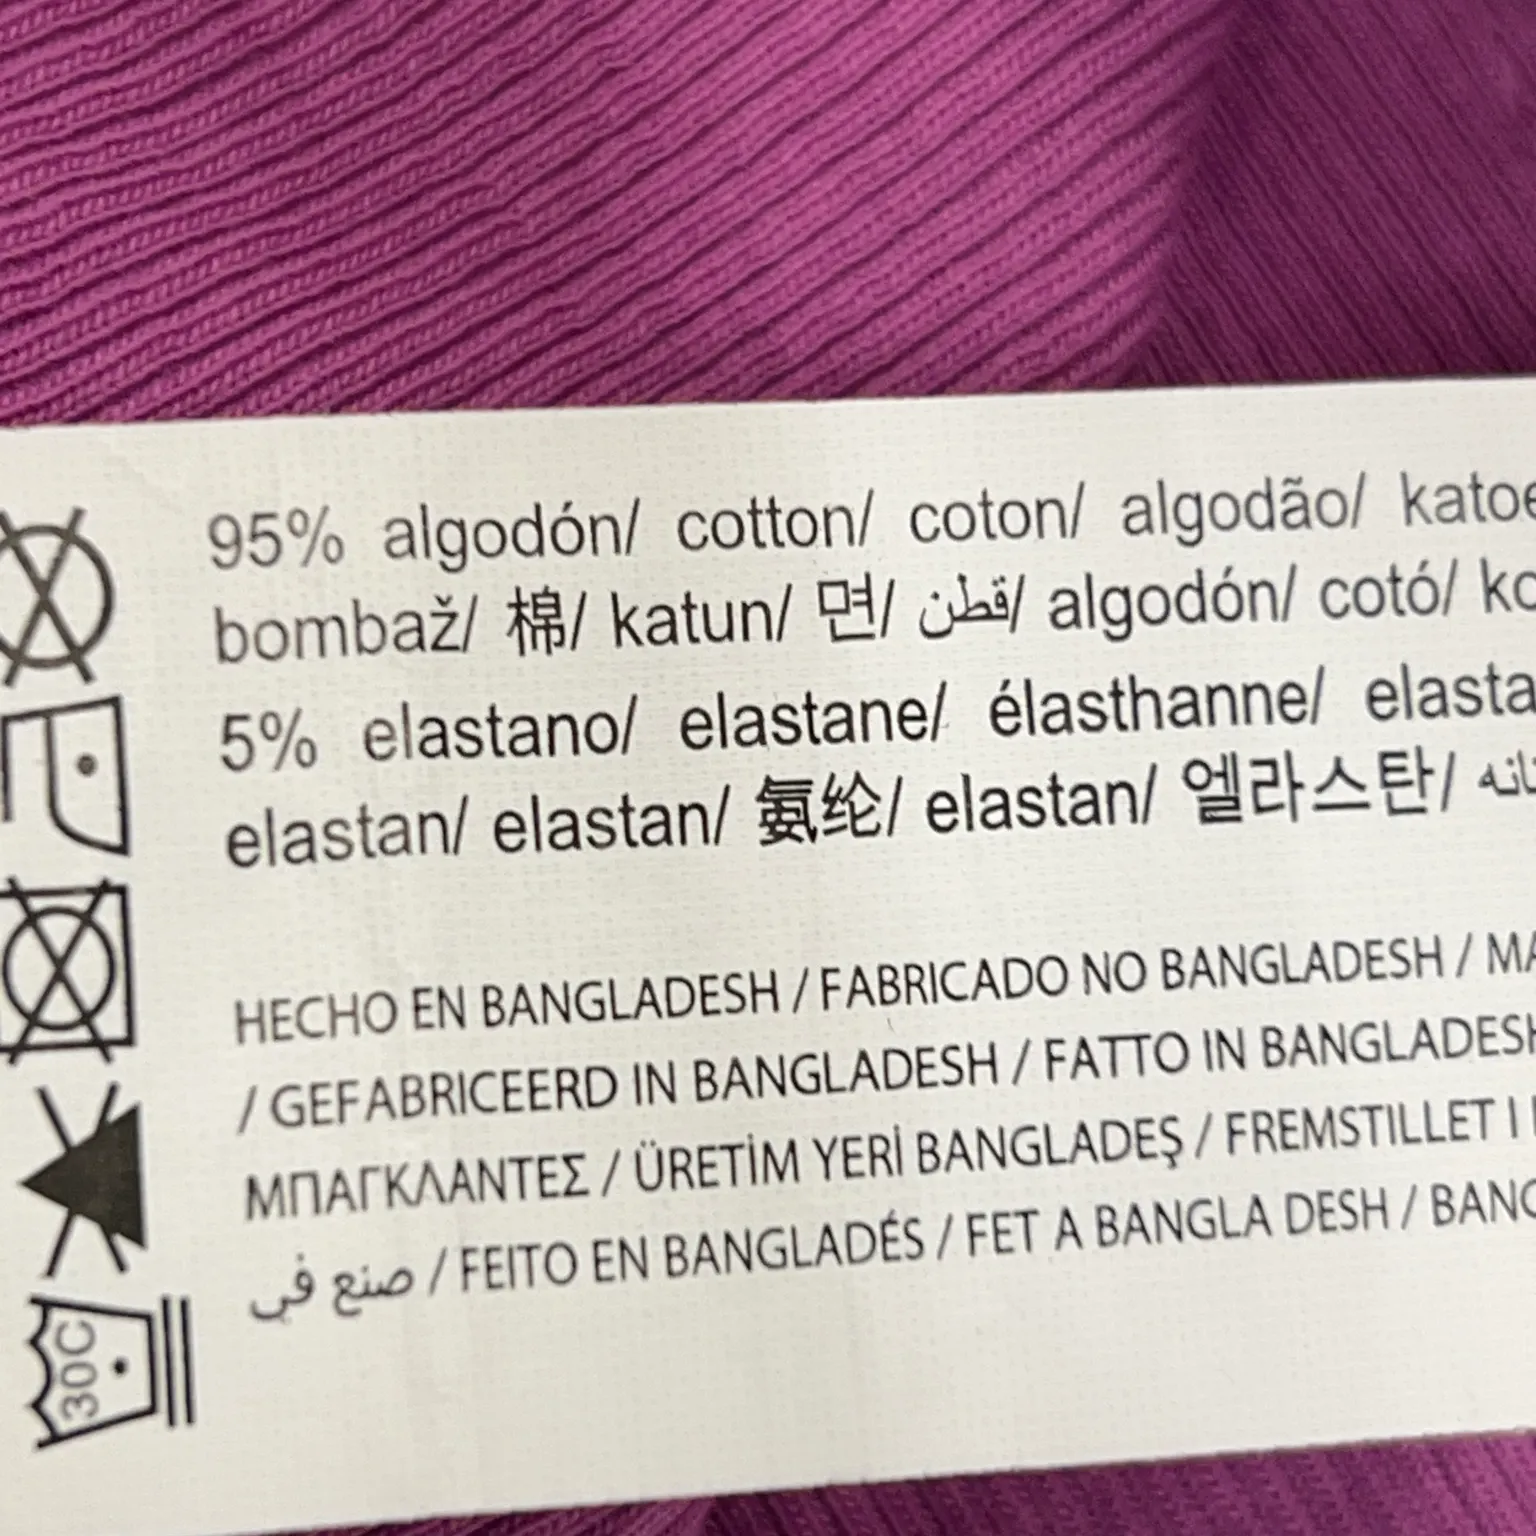 95% algodón/ cotton/ coton/ algodão/
bombaž/ 棉/ katun/ 면/ قطن/ algodón/ cotó/
5% elastano/ elastane/ élasthanne/
elastan/ elastan/ 氨纶/ elastan/ 엘라스탄/
HECHO EN BANGLADESH / FABRICADO NO BANGLADESH /
/ GEFABRICEERD IN BANGLADESH / FATTO IN BANGLADESH
ΜΠΑΓΚΛΑΝΤΕΣ / ÜRETİM YERİ BANGLADEŞ / FREMSTILLET I
صنع في / FEITO EN BANGLADÉS / FET A BANGLA DESH /
30C